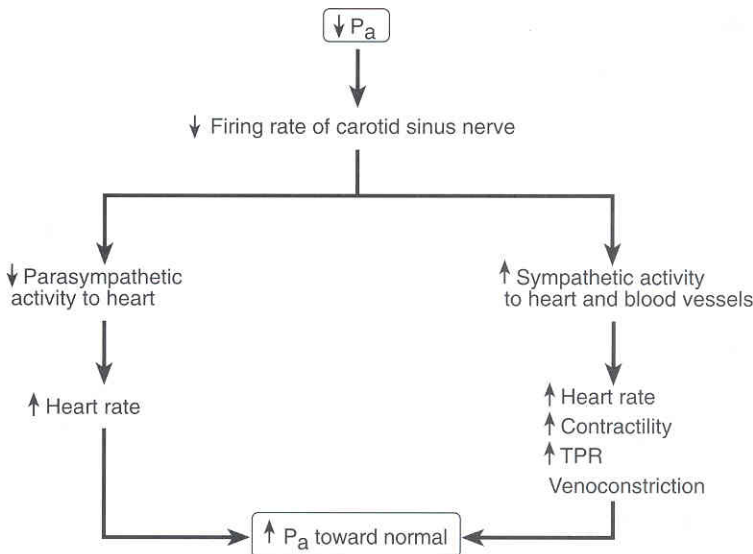 ↓ Pa
↓ Firing rate of carotid sinus nerve
↓ Parasympathetic
activity to heart
↑ Heart rate
↑ Sympathetic activity
to heart and blood vessels
↑ Heart rate
↑ Contractility
↑ TPR
Venoconstriction
↑ Pa toward normal